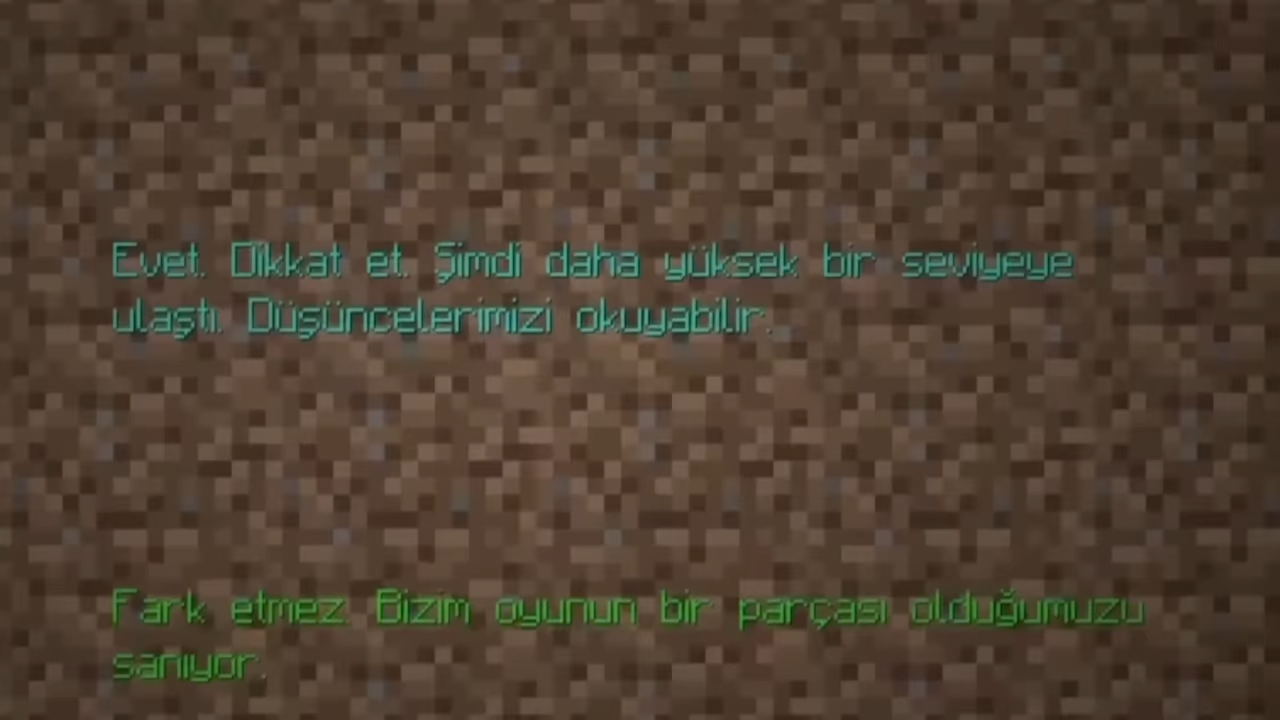 Evet. Dikkat et. Şimdi daha yüksek bir seviyeye
ulaştı. Düşüncelerimizi okuyabilir.
Fark etmez. Bizim oyunun bir parçası olduğumuzu
sanıyor.